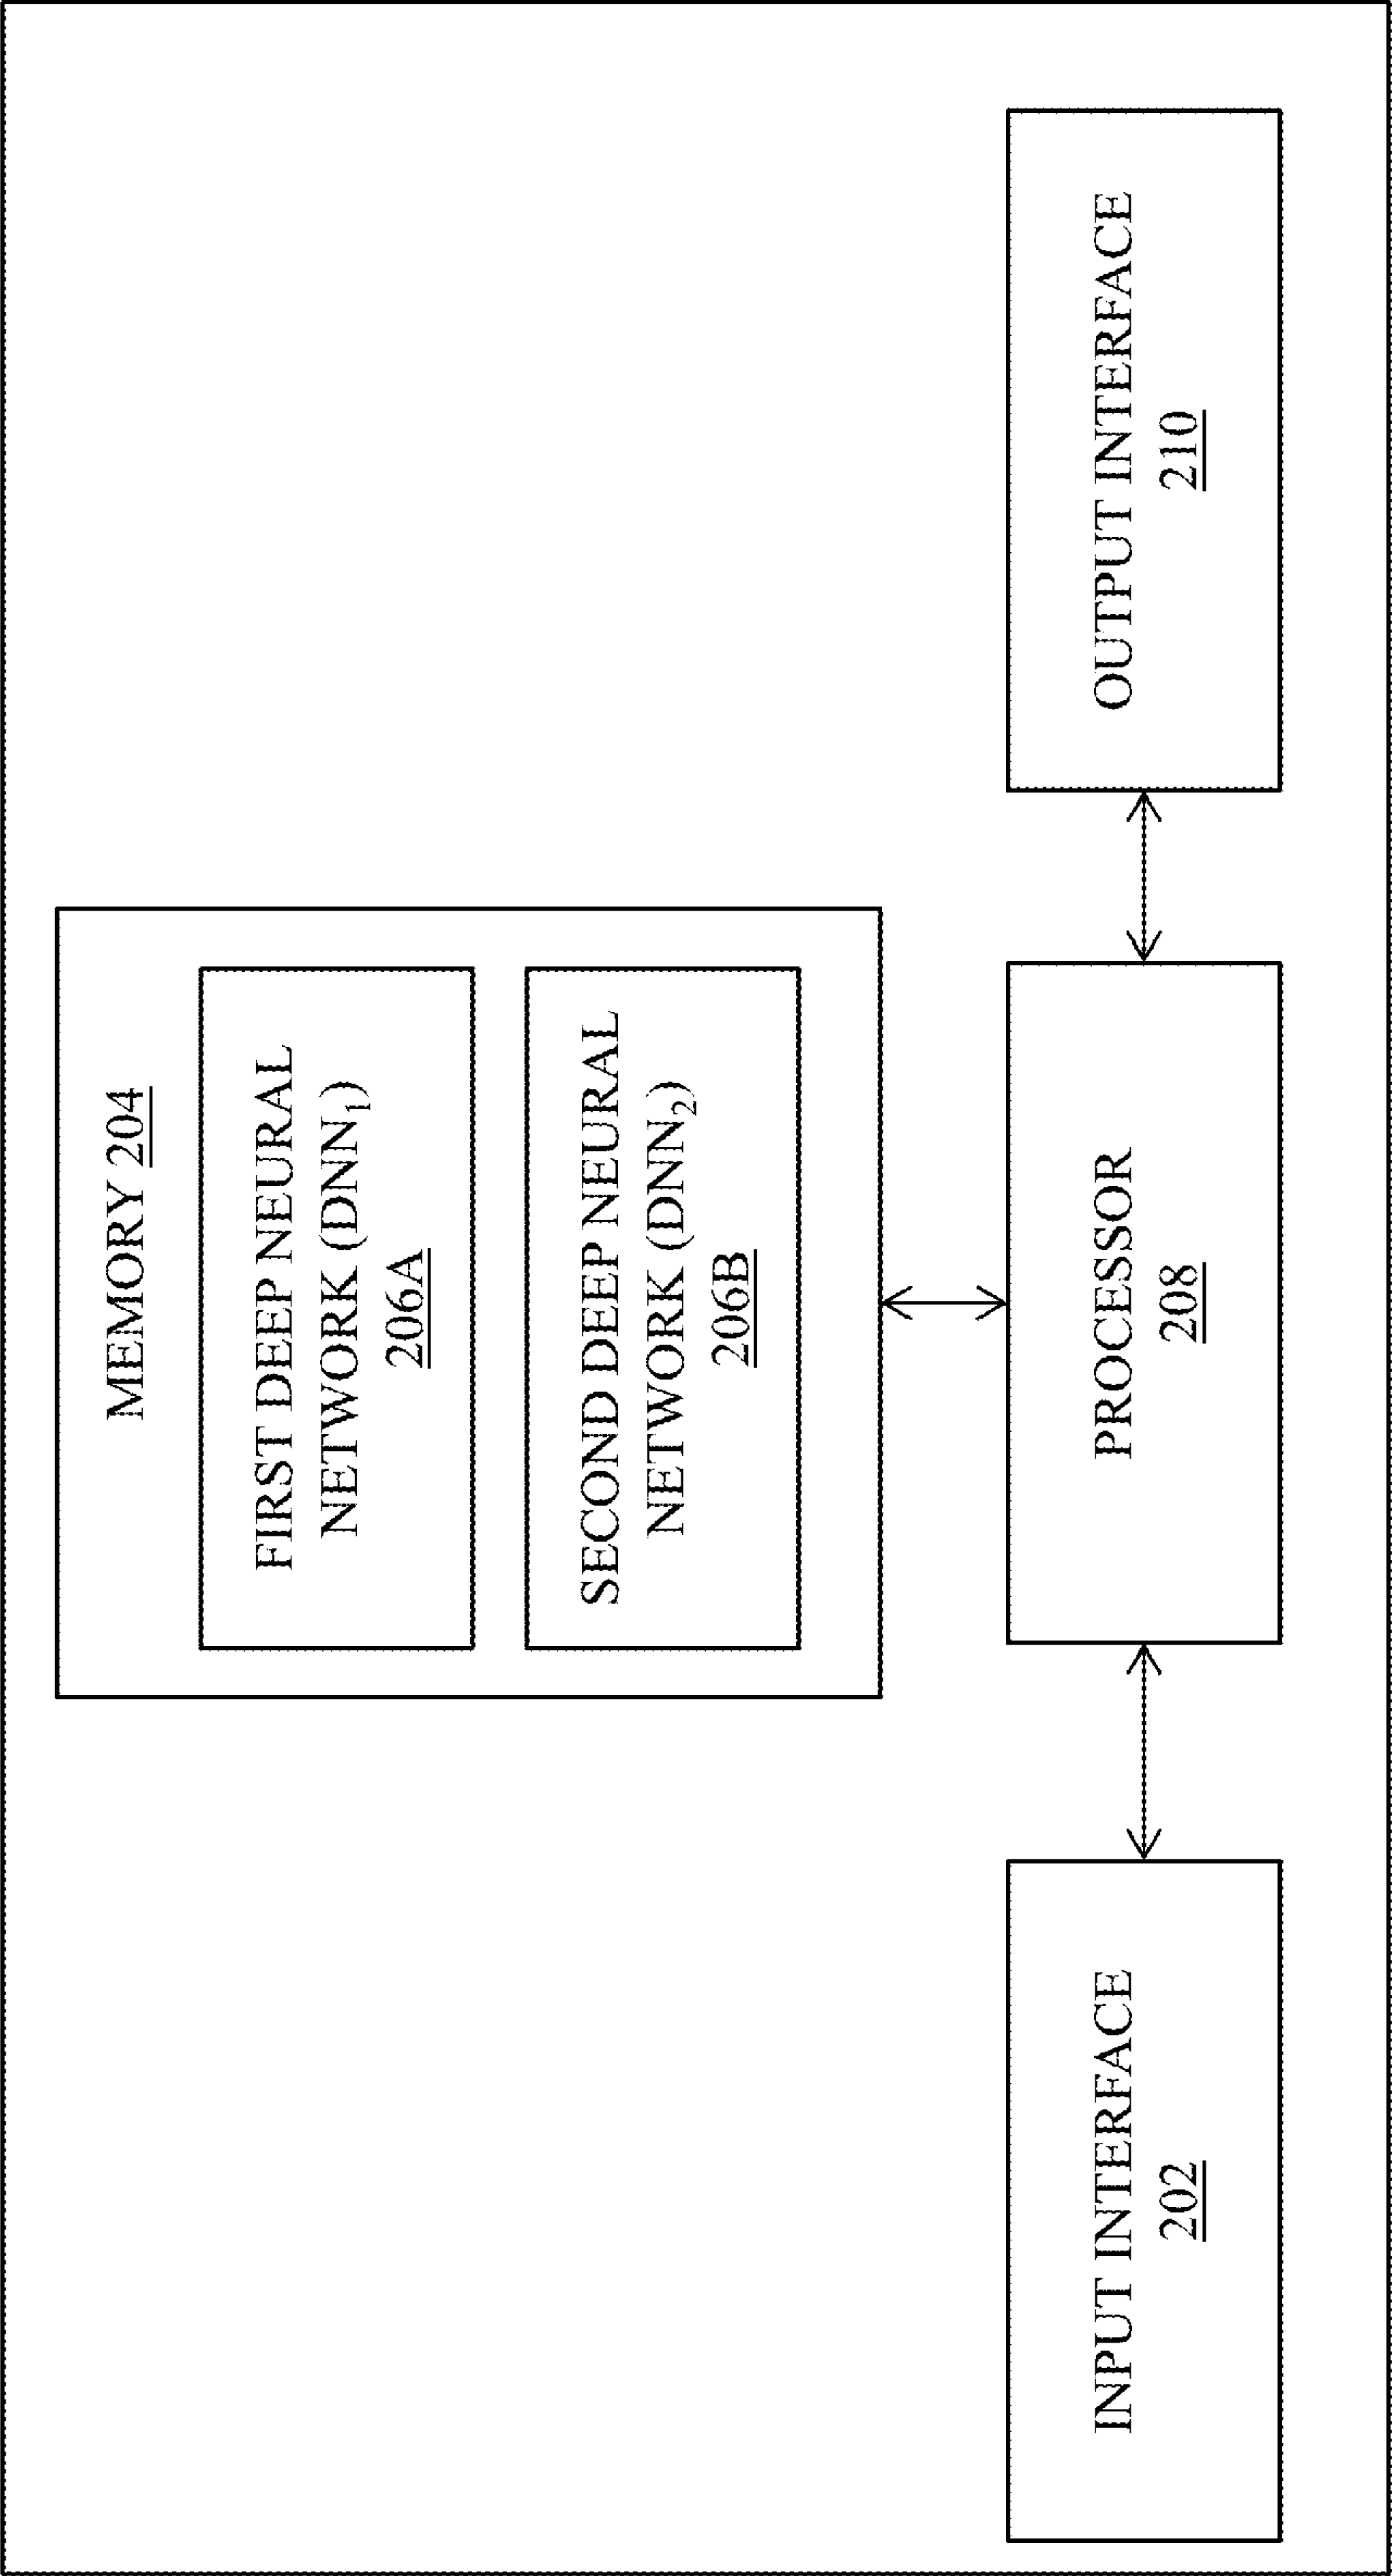 MEMORY 204
FIRST DEEP NEURAL
NETWORK (DNN₁)
206A
SECOND DEEP NEURAL
NETWORK (DNN₂)
206B
INPUT INTERFACE
202
PROCESSOR
208
OUTPUT INTERFACE
210